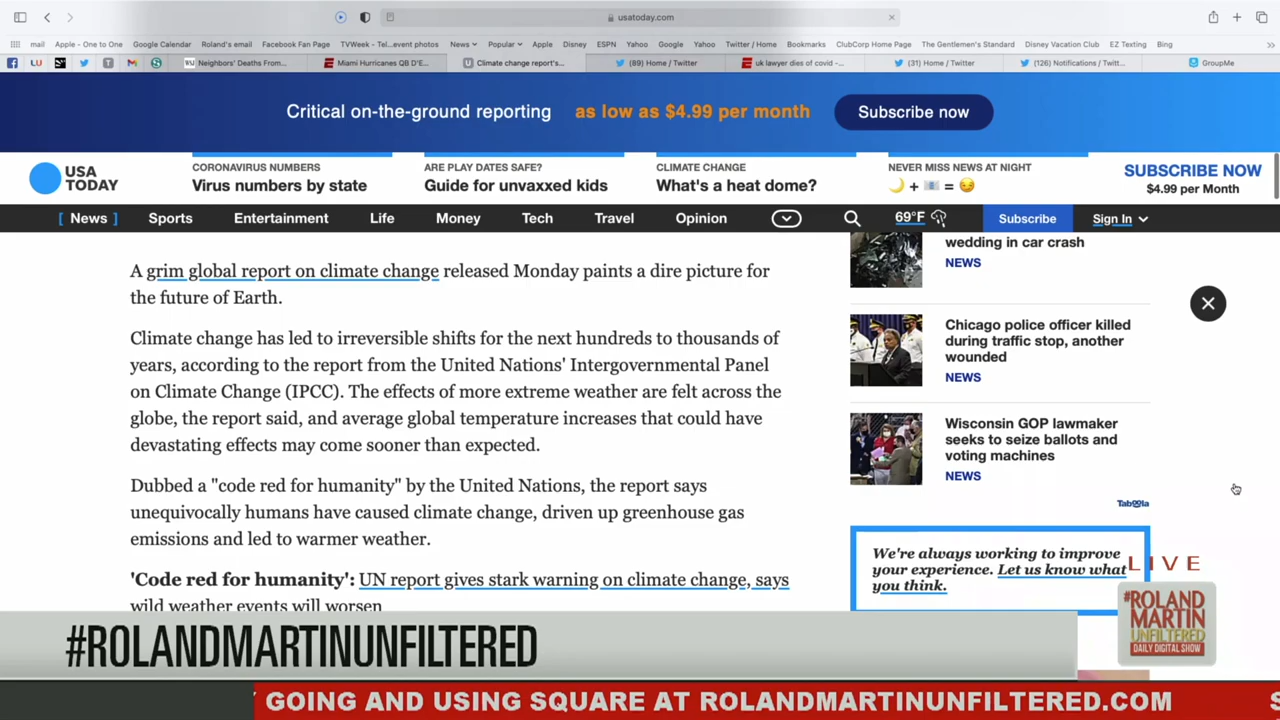 usatoday.com
mail Apple - One to One Google Calendar Roland's email Facebook Fan Page TVWeek - Tel...event photos News Popular Apple Disney ESPN Yahoo Google Yahoo Twitter / Home Bookmarks ClubCorp Home Page The Gentlemen's Standard Disney Vacation Club EZ Texting Bing
LU Neighbors' Deaths From... Miami Hurricanes QB D'E... Climate change report's... (89) Home / Twitter uk lawyer dies of covid -... (31) Home / Twitter (126) Notifications / Twitt... GroupMe
Critical on-the-ground reporting as low as $4.99 per month Subscribe now
USA
TODAY
CORONAVIRUS NUMBERS
Virus numbers by state
ARE PLAY DATES SAFE?
Guide for unvaxxed kids
CLIMATE CHANGE
What's a heat dome?
NEVER MISS NEWS AT NIGHT
🌙 + 📧 = 😏
SUBSCRIBE NOW
$4.99 per Month
[ News ] Sports Entertainment Life Money Tech Travel Opinion 69°F Subscribe Sign In
A grim global report on climate change released Monday paints a dire picture for
the future of Earth.
Climate change has led to irreversible shifts for the next hundreds to thousands of
years, according to the report from the United Nations' Intergovernmental Panel
on Climate Change (IPCC). The effects of more extreme weather are felt across the
globe, the report said, and average global temperature increases that could have
devastating effects may come sooner than expected.
Dubbed a "code red for humanity" by the United Nations, the report says
unequivocally humans have caused climate change, driven up greenhouse gas
emissions and led to warmer weather.
'Code red for humanity': UN report gives stark warning on climate change, says
wild weather events will worsen
wedding in car crash
NEWS
Chicago police officer killed
during traffic stop, another
wounded
NEWS
Wisconsin GOP lawmaker
seeks to seize ballots and
voting machines
NEWS
Taboola
We're always working to improve
your experience. Let us know what
you think.
LIVE
#ROLAND
MARTIN
UNFILTERED
DAILY DIGITAL SHOW
#ROLANDMARTINUNFILTERED
GOING AND USING SQUARE AT ROLANDMARTINUNFILTERED.COM